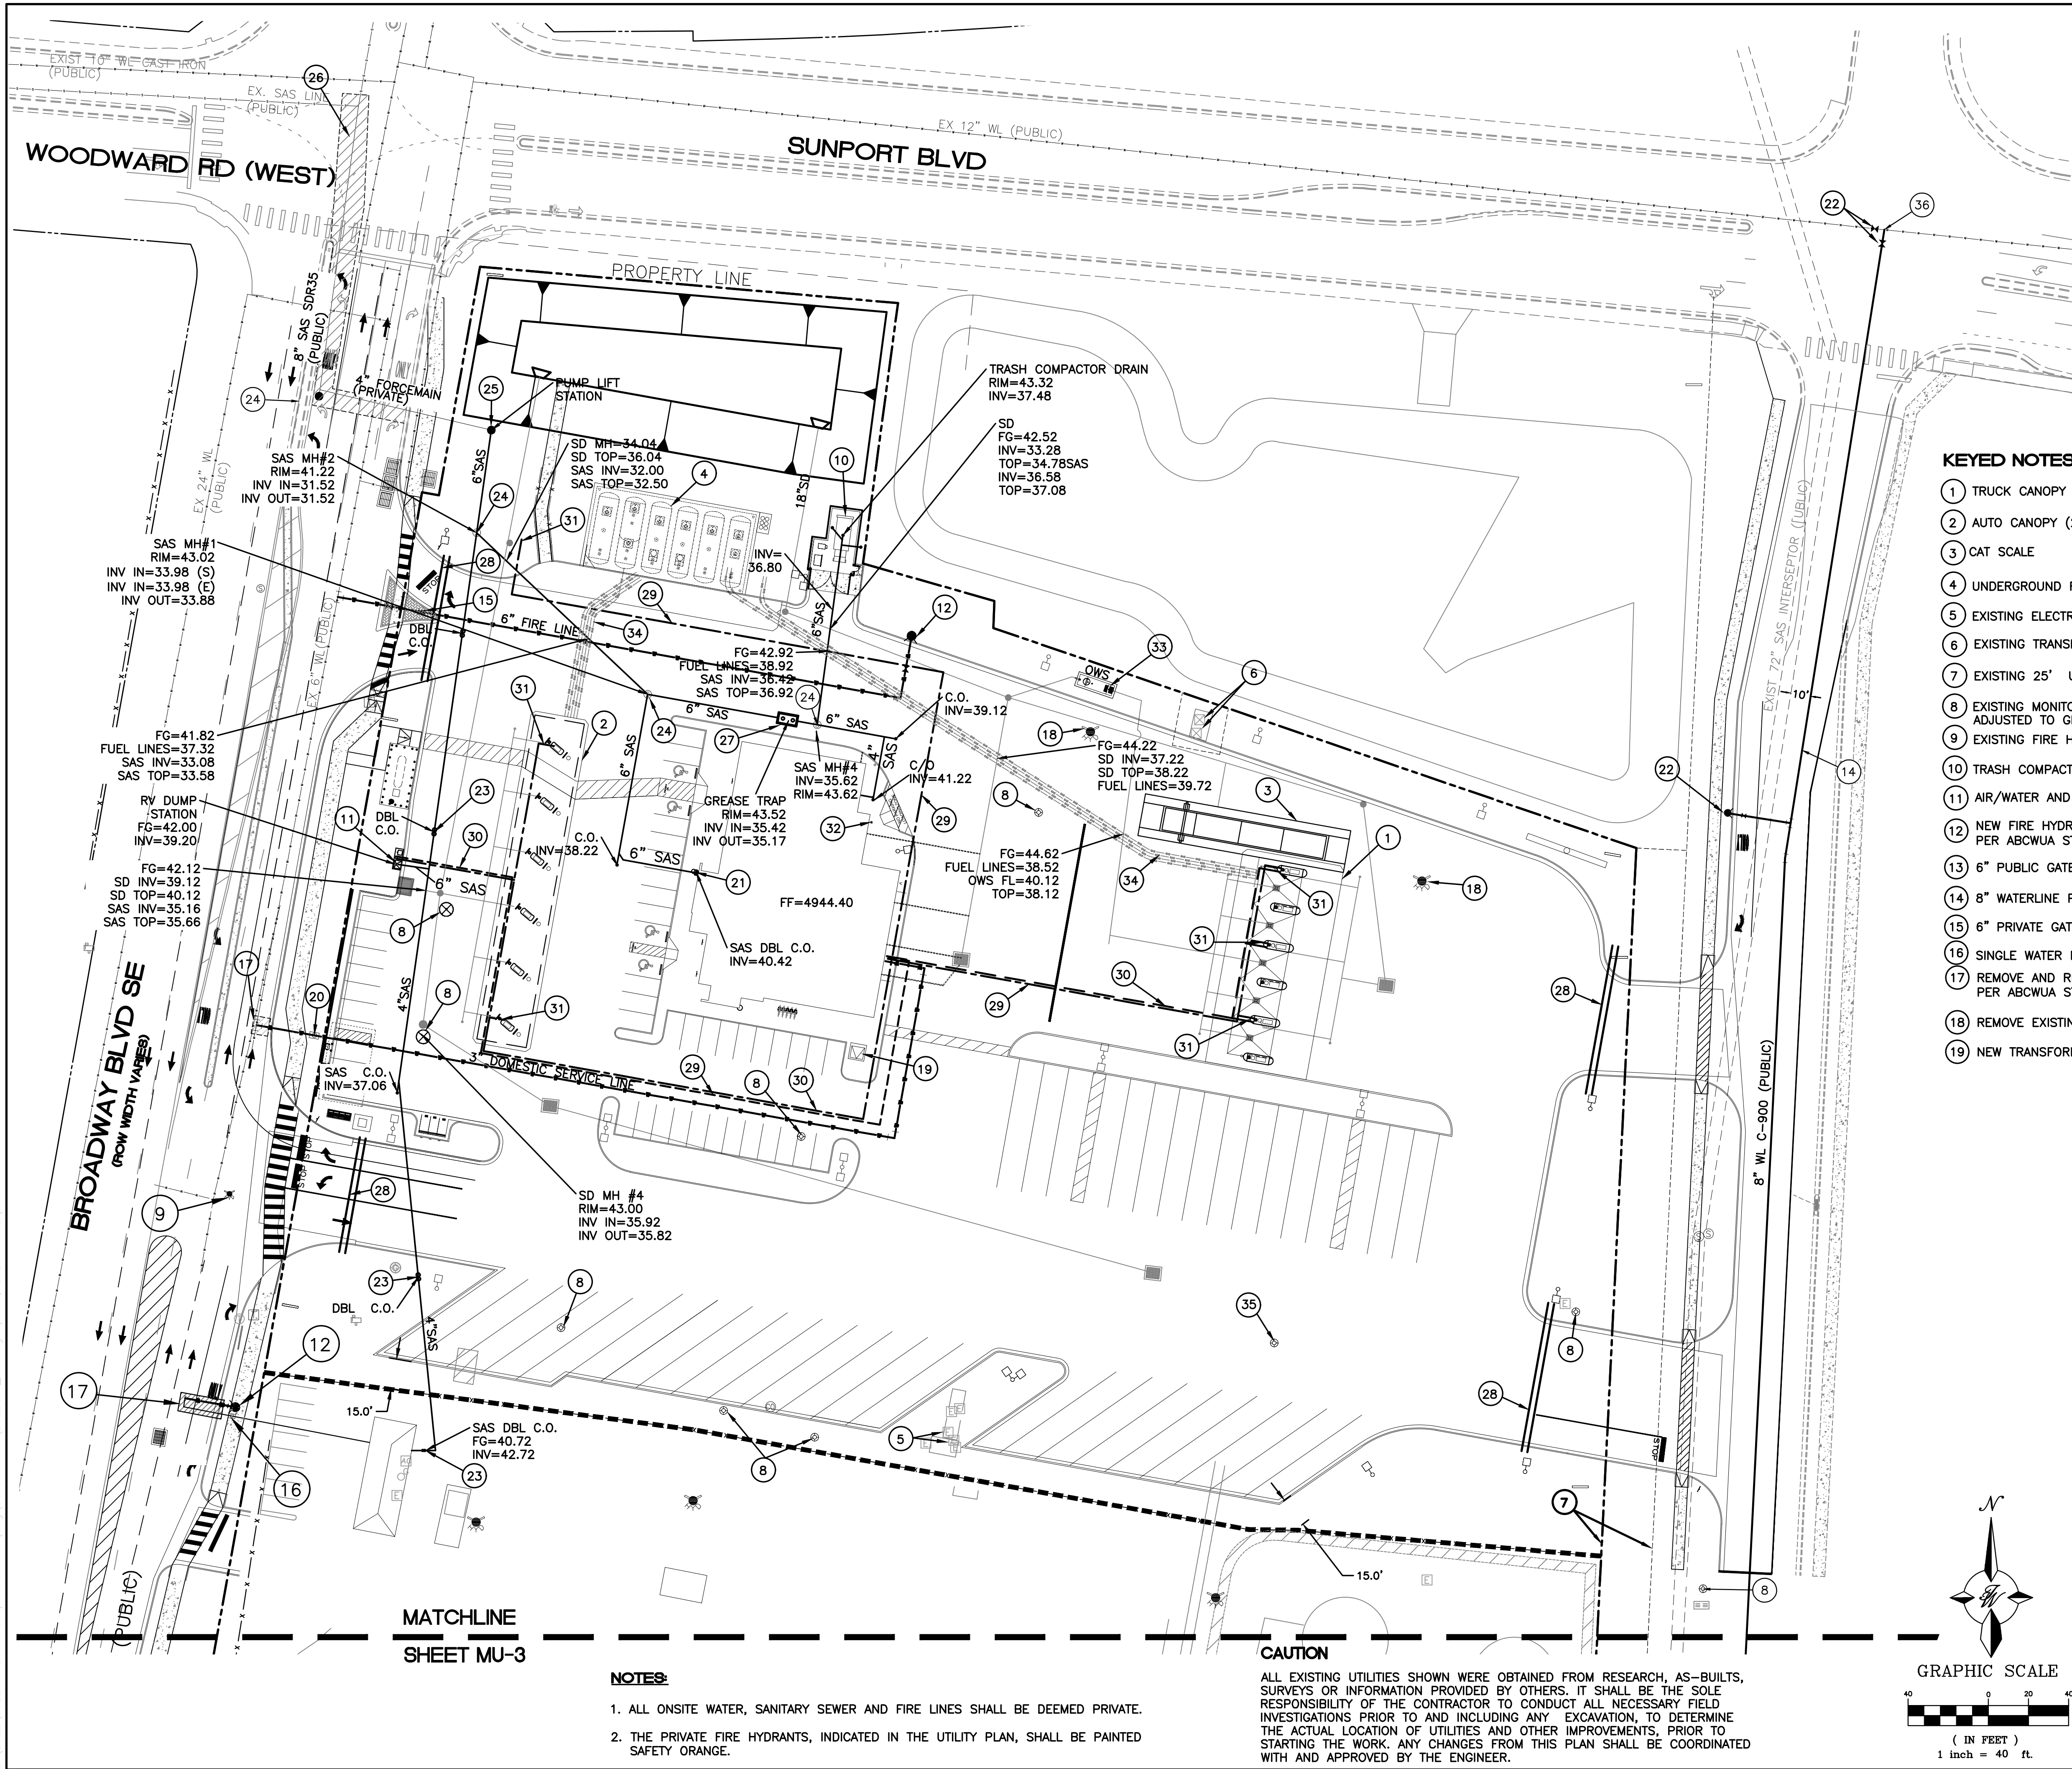 EXIST 10" WL CAST IRON
(PUBLIC)
26
EX. SAS LINE
(PUBLIC)
WOODWARD RD (WEST)
SUNPORT BLVD
EX 12" WL (PUBLIC)
22
36
PROPERTY LINE
8" SAS SDR35
(PUBLIC)
4" FORCEMAIN
(PRIVATE)
24
25
PUMP LIFT
STATION
TRASH COMPACTOR DRAIN
RIM=43.32
INV=37.48
SD
FG=42.52
INV=33.28
TOP=34.78SAS
INV=36.58
TOP=37.08
SAS MH#2
RIM=41.22
INV IN=31.52
INV OUT=31.52
EX 24" WL
(PUBLIC)
6"SAS
SD MH=34.04
SD TOP=36.04
SAS INV=32.00
SAS TOP=32.50
4
10
18"SD
24
31
SAS MH#1
RIM=43.02
INV IN=33.98 (S)
INV IN=33.98 (E)
INV OUT=33.88
28
STOP
15
INV=
36.80
29
6" FIRE LINE
34
6"SAS
12
DBL
C.O.
EX 6" WL (PUBLIC)
FG=42.92
FUEL LINES=38.92
SAS INV=36.42
SAS TOP=36.92
33
OWS
6
EXIST 72" SAS INTERSEPTOR (UBLIC)
10'
31
2
24
6" SAS
27
24
6" SAS
C.O.
INV=39.12
18
FG=44.22
SD INV=37.22
SD TOP=38.22
FUEL LINES=39.72
FG=41.82
FUEL LINES=37.32
SAS INV=33.08
SAS TOP=33.58
6" SAS
4"
SAS
SAS MH#4
INV=35.62
RIM=43.62
C/O
INV=41.22
22
14
RV DUMP
STATION
FG=42.00
INV=39.20
23
DBL
C.O.
11
30
GREASE TRAP
RIM=43.52
INV IN=35.42
INV OUT=35.17
8
3
32
29
1
C.O.
INV=38.22
6" SAS
FG=44.62
FUEL LINES=38.52
OWS FL=40.12
TOP=38.12
34
FG=42.12
SD INV=39.12
SD TOP=40.12
SAS INV=35.16
SAS TOP=35.66
6" SAS
21
FF=4944.40
31
18
8
SAS DBL C.O.
INV=40.42
31
17
20
4"SAS
8
31
29
30
28
31
BROADWAY BLVD SE
(ROW WIDTH VARIES)
SAS C.O.
INV=37.06
3" DOMESTIC SERVICE LINE
29
8
30
19
8" WL C-900 (PUBLIC)
STOP
STOP
28
9
SD MH #4
RIM=43.00
INV IN=35.92
INV OUT=35.82
23
DBL C.O.
8
35
4"SAS
8
12
17
15.0'
28
16
SAS DBL C.O.
FG=40.72
INV=42.72
23
8
5
STOP
7
15.0'
8
(PUBLIC)
MATCHLINE
SHEET MU-3
KEYED NOTES
1 TRUCK CANOPY
2 AUTO CANOPY (
3 CAT SCALE
4 UNDERGROUND
5 EXISTING ELECTR
6 EXISTING TRANS
7 EXISTING 25'
8 EXISTING MONITO
ADJUSTED TO G
9 EXISTING FIRE H
10 TRASH COMPACT
11 AIR/WATER AND
12 NEW FIRE HYDR
PER ABCWUA ST
13 6" PUBLIC GATE
14 8" WATERLINE
15 6" PRIVATE GAT
16 SINGLE WATER
17 REMOVE AND R
PER ABCWUA ST
18 REMOVE EXISTIN
19 NEW TRANSFOR
NOTES:
1. ALL ONSITE WATER, SANITARY SEWER AND FIRE LINES SHALL BE DEEMED PRIVATE.
2. THE PRIVATE FIRE HYDRANTS, INDICATED IN THE UTILITY PLAN, SHALL BE PAINTED
SAFETY ORANGE.
CAUTION
ALL EXISTING UTILITIES SHOWN WERE OBTAINED FROM RESEARCH, AS-BUILTS,
SURVEYS OR INFORMATION PROVIDED BY OTHERS. IT SHALL BE THE SOLE
RESPONSIBILITY OF THE CONTRACTOR TO CONDUCT ALL NECESSARY FIELD
INVESTIGATIONS PRIOR TO AND INCLUDING ANY EXCAVATION, TO DETERMINE
THE ACTUAL LOCATION OF UTILITIES AND OTHER IMPROVEMENTS, PRIOR TO
STARTING THE WORK. ANY CHANGES FROM THIS PLAN SHALL BE COORDINATED
WITH AND APPROVED BY THE ENGINEER.
N
GRAPHIC SCALE
40 0 20 40
( IN FEET )
1 inch = 40 ft.